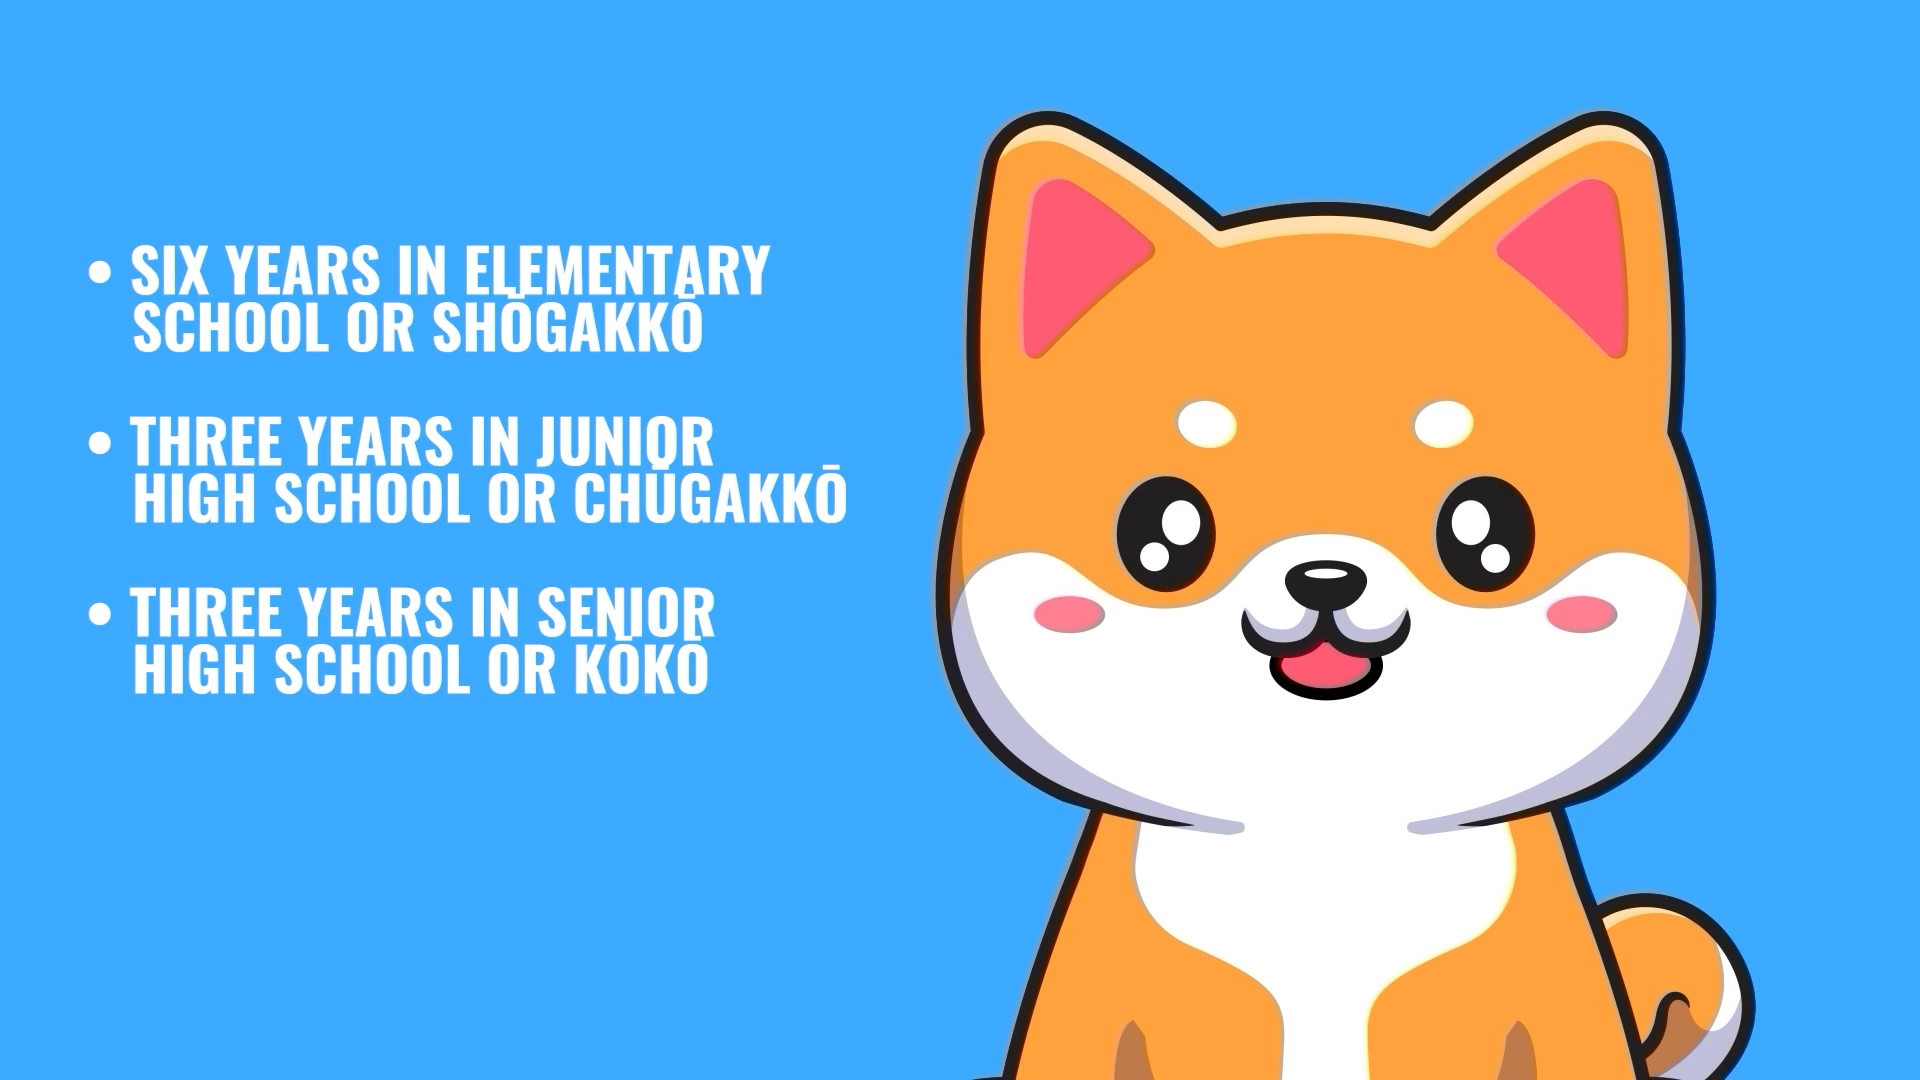 • SIX YEARS IN ELEMENTARY
SCHOOL OR SHŌGAKKŌ
• THREE YEARS IN JUNIOR
HIGH SCHOOL OR CHŪGAKKŌ
• THREE YEARS IN SENIOR
HIGH SCHOOL OR KŌKŌ